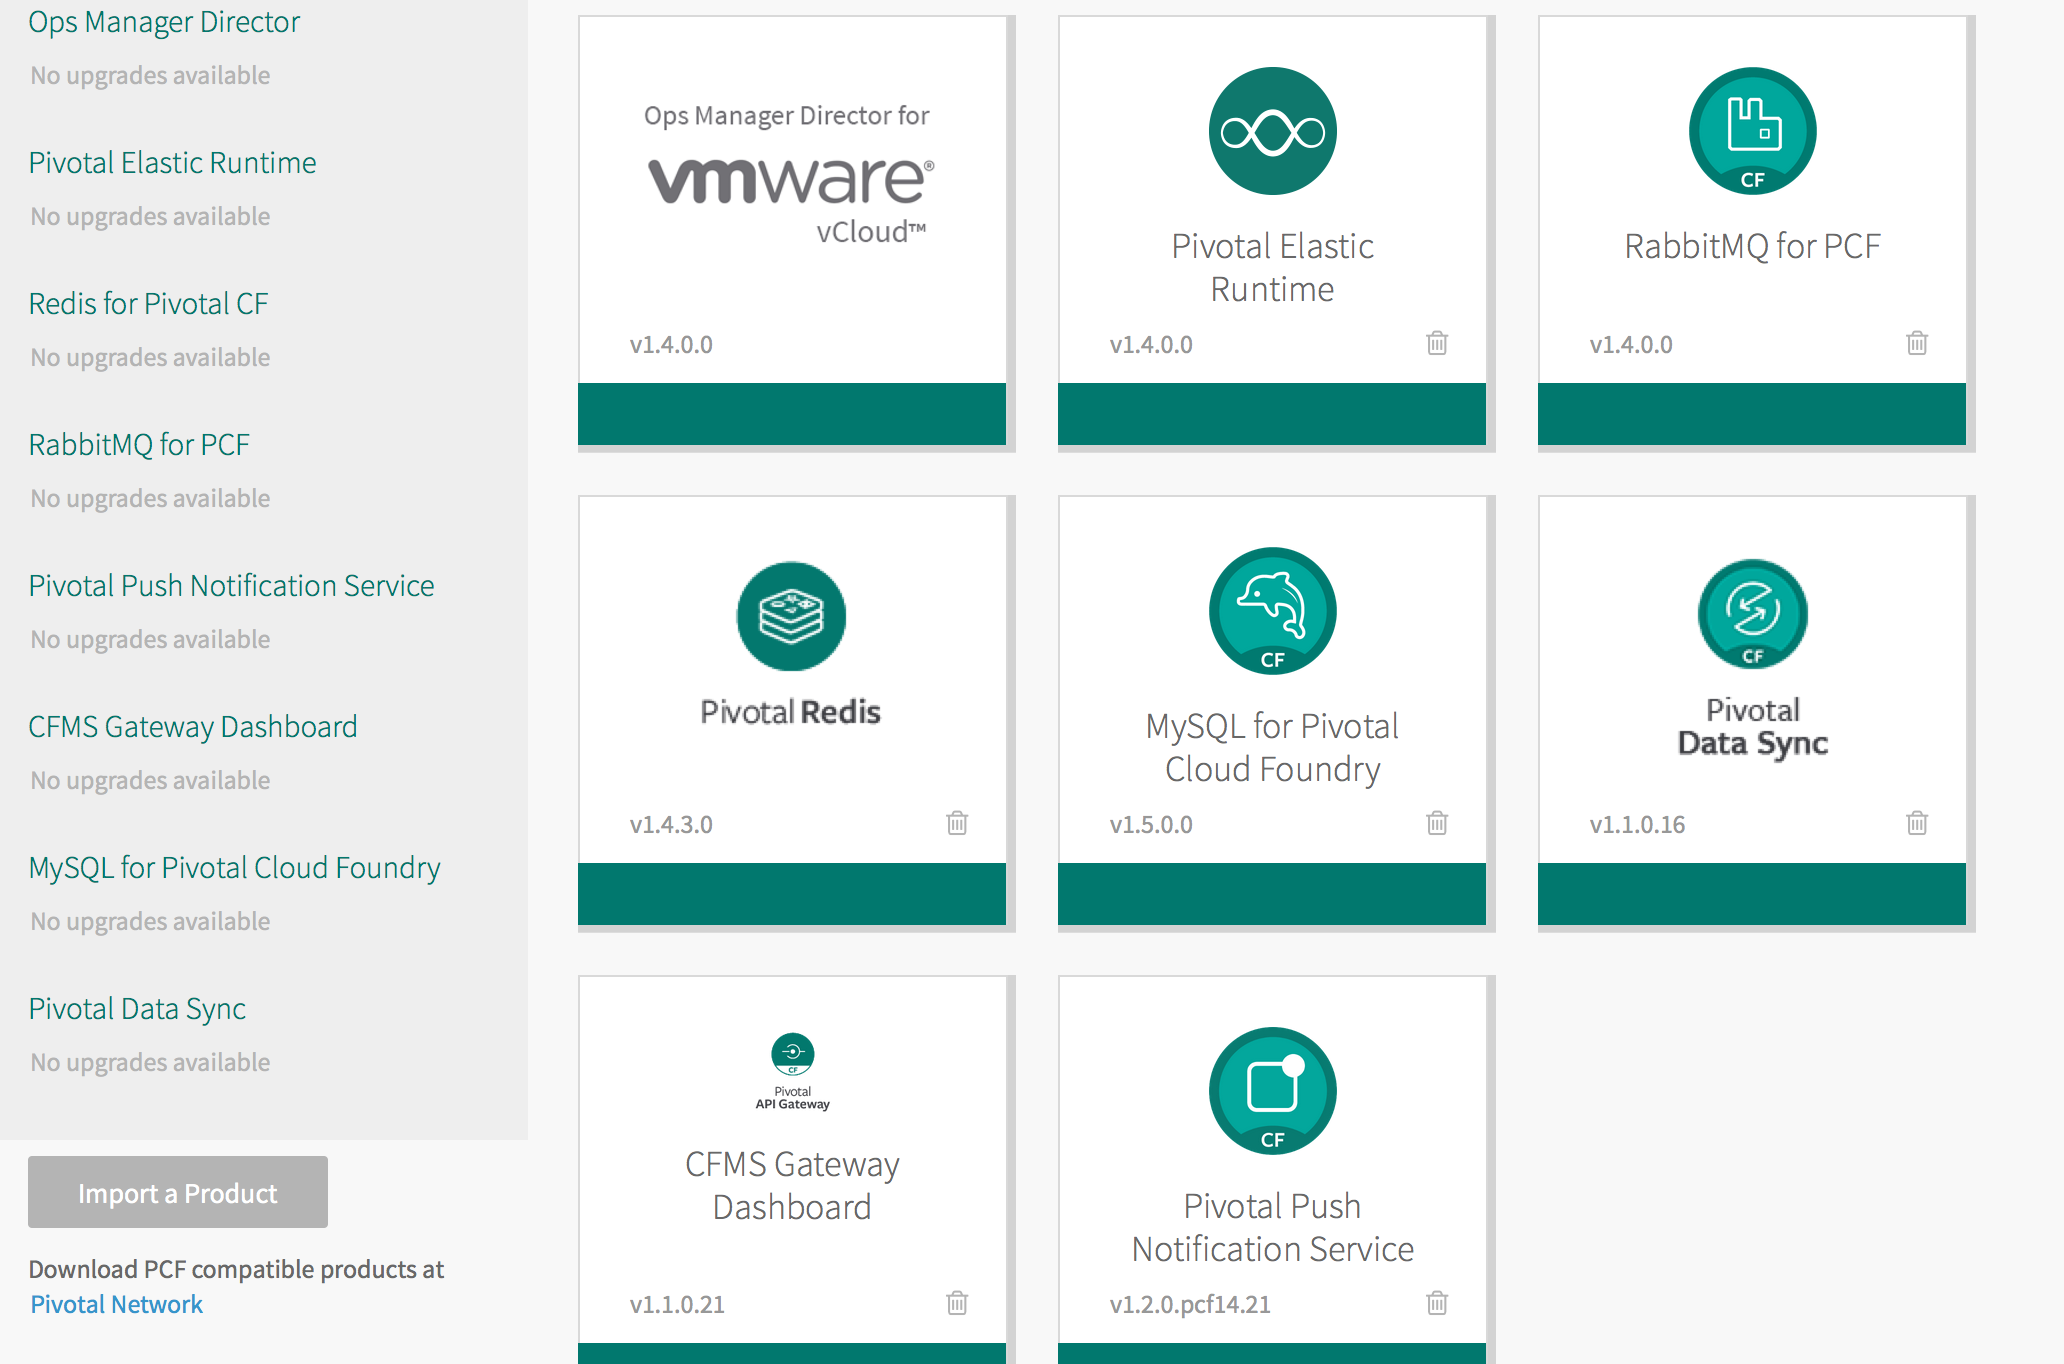 Ops Manager Director
No upgrades available
Pivotal Elastic Runtime
No upgrades available
Redis for Pivotal CF
No upgrades available
RabbitMQ for PCF
No upgrades available
Pivotal Push Notification Service
No upgrades available
CFMS Gateway Dashboard
No upgrades available
MySQL for Pivotal Cloud Foundry
No upgrades available
Pivotal Data Sync
No upgrades available
Import a Product
Download PCF compatible products at
Pivotal Network
Ops Manager Director for
vmware®
vCloud™
v1.4.0.0
Pivotal Elastic
Runtime
v1.4.0.0
CF
RabbitMQ for PCF
v1.4.0.0
Pivotal Redis
v1.4.3.0
CF
MySQL for Pivotal
Cloud Foundry
v1.5.0.0
CF
Pivotal
Data Sync
v1.1.0.16
CF
Pivotal
API Gateway
CFMS Gateway
Dashboard
v1.1.0.21
CF
Pivotal Push
Notification Service
v1.2.0.pcf14.21